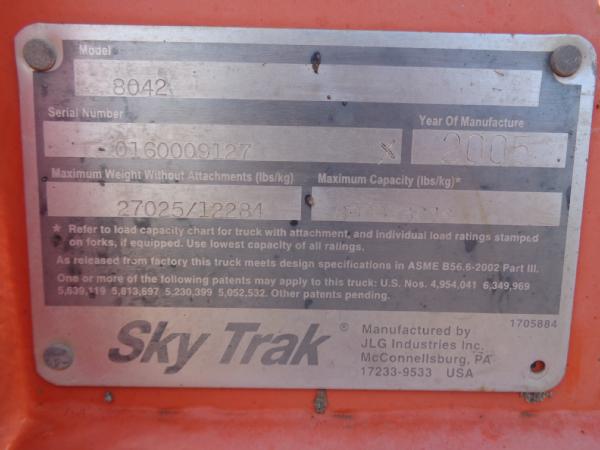 Model
8042
Serial Number
0160009127
Year Of Manufacture
2005
Maximum Weight Without Attachments (lbs/kg)
Maximum Capacity (lbs/kg)*
27025/12284
* Refer to load capacity chart for truck with attachment, and individual load ratings stamped
on forks, if equipped. Use lowest capacity of all ratings.
As released from factory this truck meets design specifications in ASME B56.6-2002 Part III.
One or more of the following patents may apply to this truck: U.S. Nos. 4,954,041 6,349,969
5,639,119 5,813,697 5,230,399 5,052,532. Other patents pending.
Sky Trak ®
Manufactured by
JLG Industries Inc.
McConnellsburg, PA
17233-9533 USA
1705884